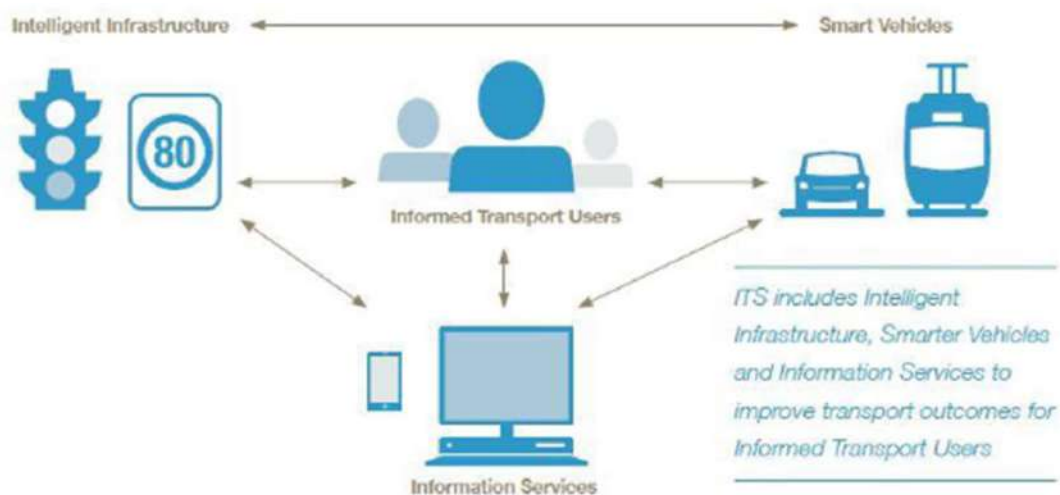 Intelligent Infrastructure
Smart Vehicles
80
Informed Transport Users
ITS includes Intelligent
Infrastructure, Smarter Vehicles
and Information Services to
improve transport outcomes for
Informed Transport Users
Information Services